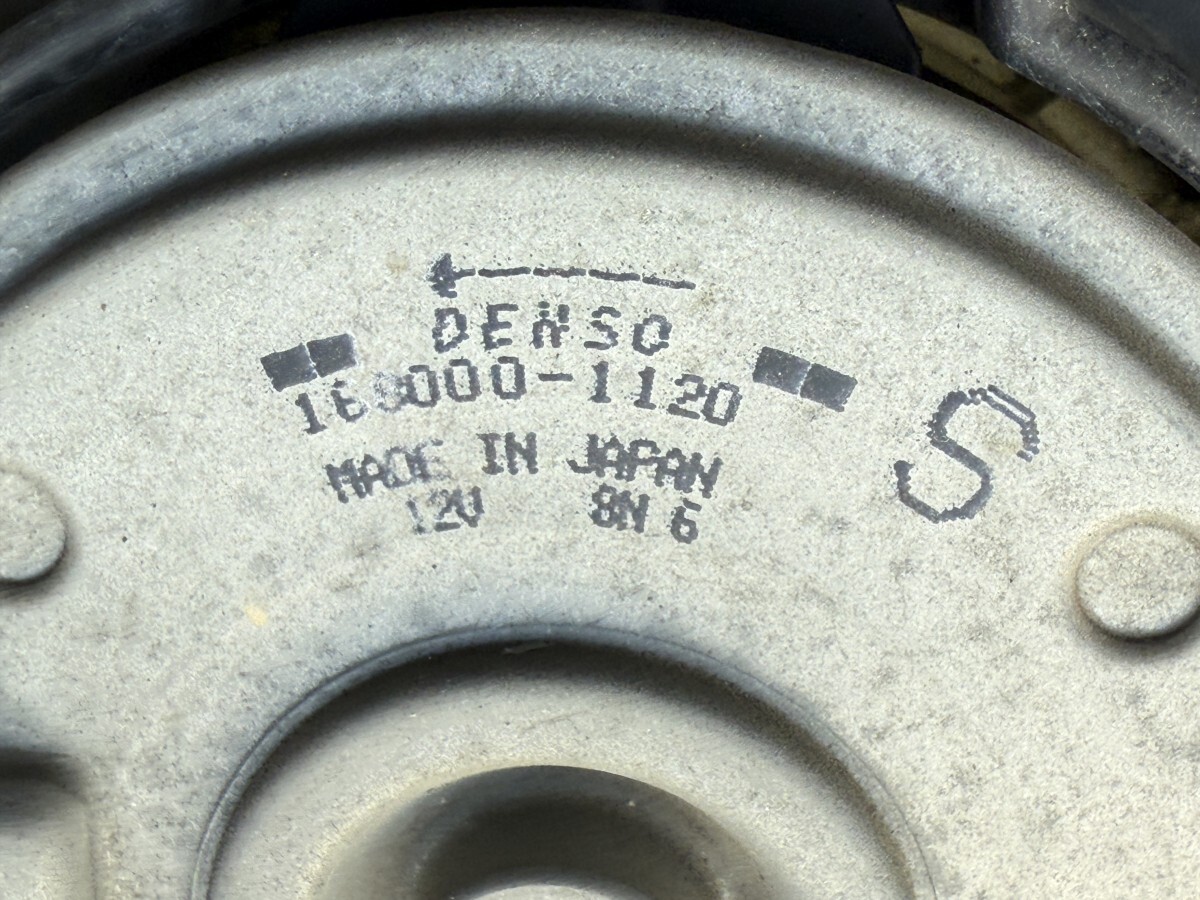 DENSO
168000-1120
S
MADE IN JAPAN
12V 8N 6